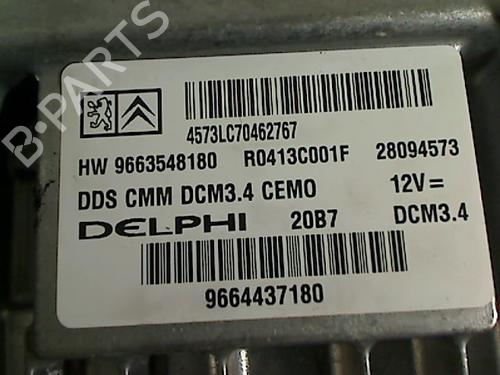 B-PARTS
4573LC70462767
HW 9663548180 R0413C001F 28094573
DDS CMM DCM3.4 CEMO 12V=
DELPHI 20B7 DCM3.4
9664437180